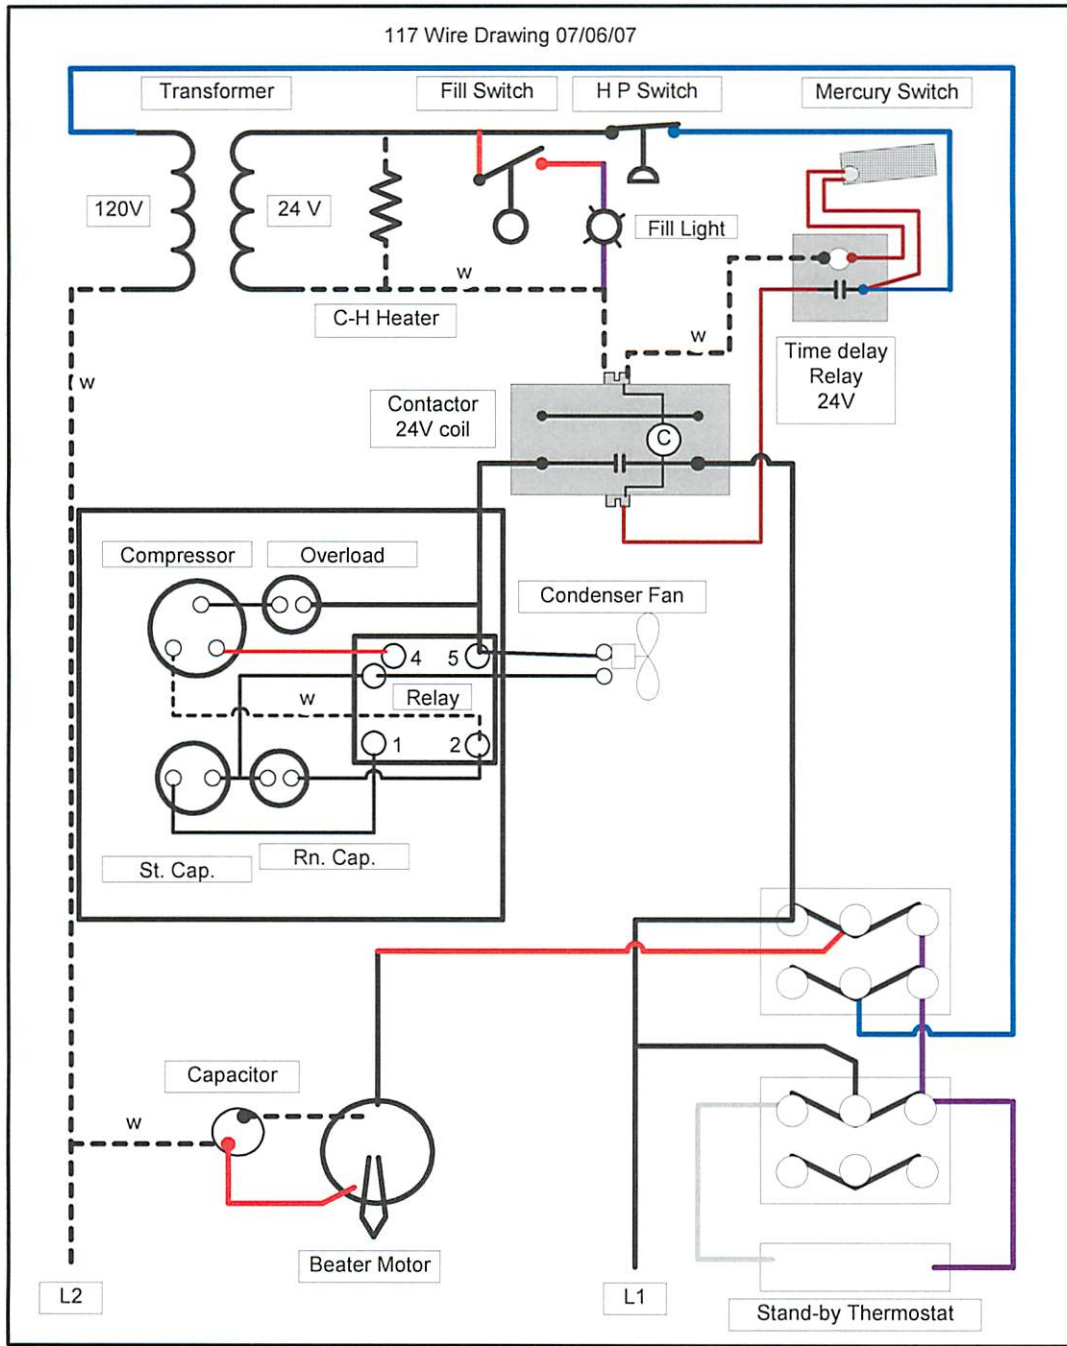 117 Wire Drawing 07/06/07
Transformer
Fill Switch
H P Switch
Mercury Switch
120V
24 V
Fill Light
w
C-H Heater
w
Time delay
Relay
24V
w
Contactor
24V coil
C
Compressor
Overload
Condenser Fan
4
5
w
Relay
1
2
St. Cap.
Rn. Cap.
Capacitor
w
Beater Motor
L2
L1
Stand-by Thermostat